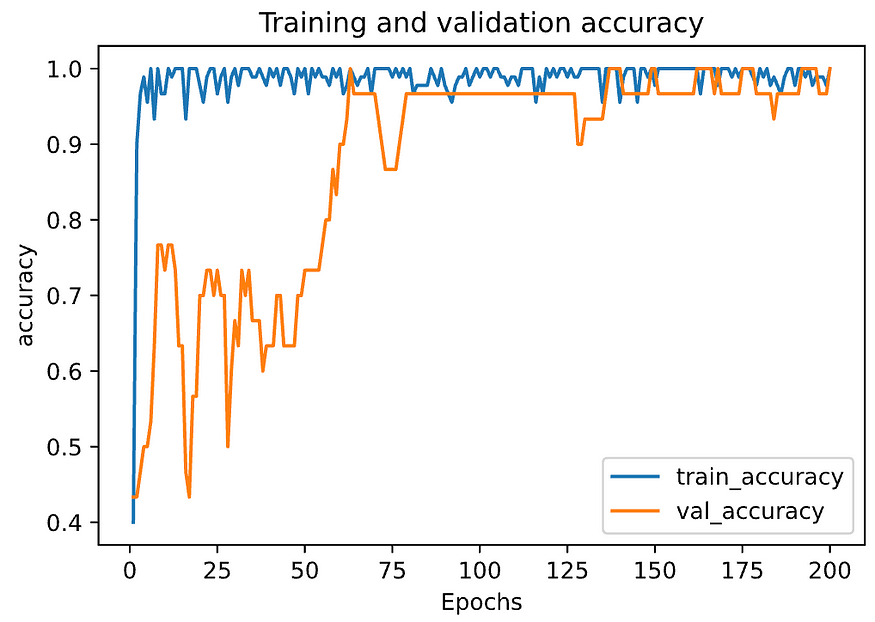 Training and validation accuracy
1.0
0.9
0.8
0.7
0.6
0.5
0.4
accuracy
train_accuracy
val_accuracy
0 25 50 75 100 125 150 175 200
Epochs